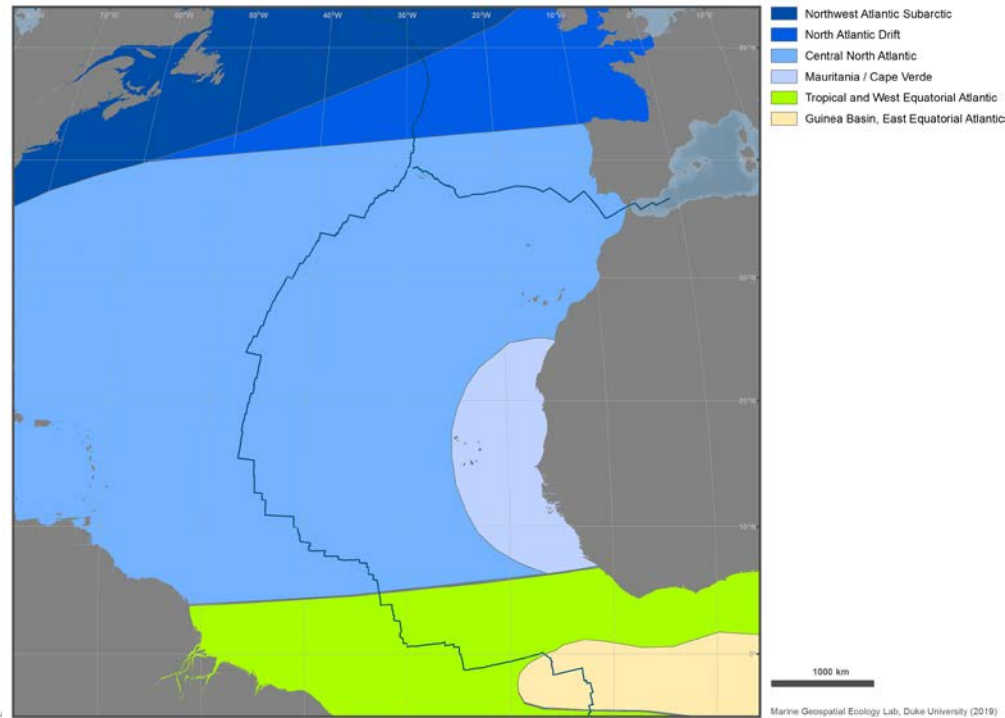 Northwest Atlantic Subarctic
North Atlantic Drift
Central North Atlantic
Mauritania / Cape Verde
Tropical and West Equatorial Atlantic
Guinea Basin, East Equatorial Atlantic
1000 km
Marine Geospatial Ecology Lab, Duke University (2019)